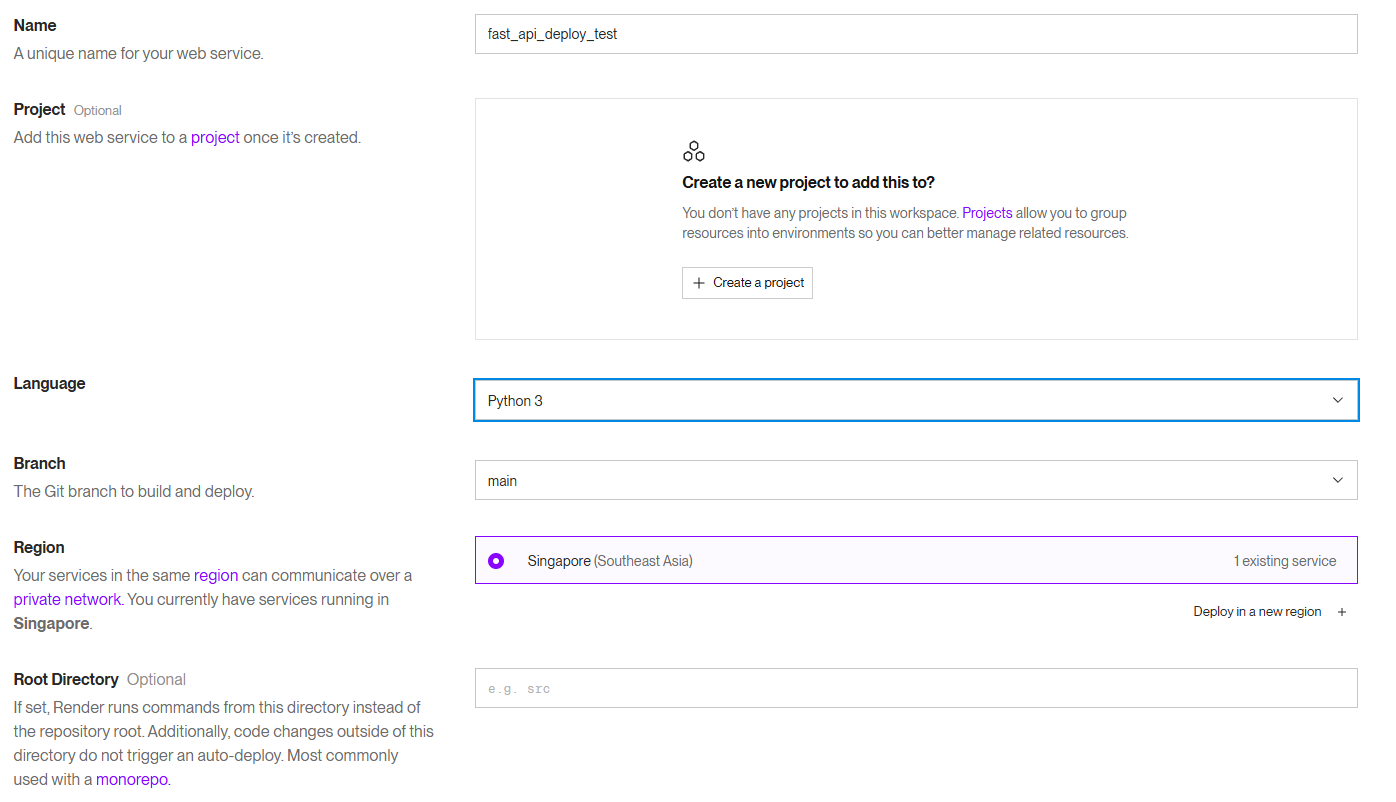 Name
A unique name for your web service.
fast_api_deploy_test
Project Optional
Add this web service to a project once it's created.
Create a new project to add this to?
You don't have any projects in this workspace. Projects allow you to group
resources into environments so you can better manage related resources.
+ Create a project
Language
Python 3
Branch
The Git branch to build and deploy.
main
Region
Your services in the same region can communicate over a
private network. You currently have services running in
Singapore.
Singapore (Southeast Asia) 1 existing service
Deploy in a new region +
Root Directory Optional
If set, Render runs commands from this directory instead of
the repository root. Additionally, code changes outside of this
directory do not trigger an auto-deploy. Most commonly
used with a monorepo.
e.g. src